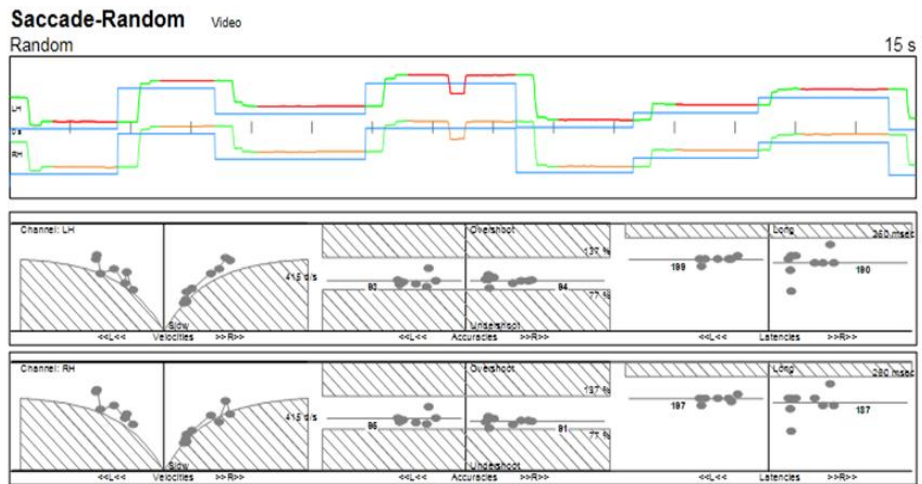 Saccade-Random Video
Random 15 s
LH
RH
Channel: LH
Overshoot
Long
260 msec
137 %
415 d/s
93
94
199
190
77 %
Slow
Undershoot
<<L<< Velocities >>R>>
<<L<< Accuracies >>R>>
<<L<< Latencies >>R>>
Channel: RH
Overshoot
Long
260 msec
137 %
415 d/s
95
91
197
187
77 %
Slow
Undershoot
<<L<< Velocities >>R>>
<<L<< Accuracies >>R>>
<<L<< Latencies >>R>>